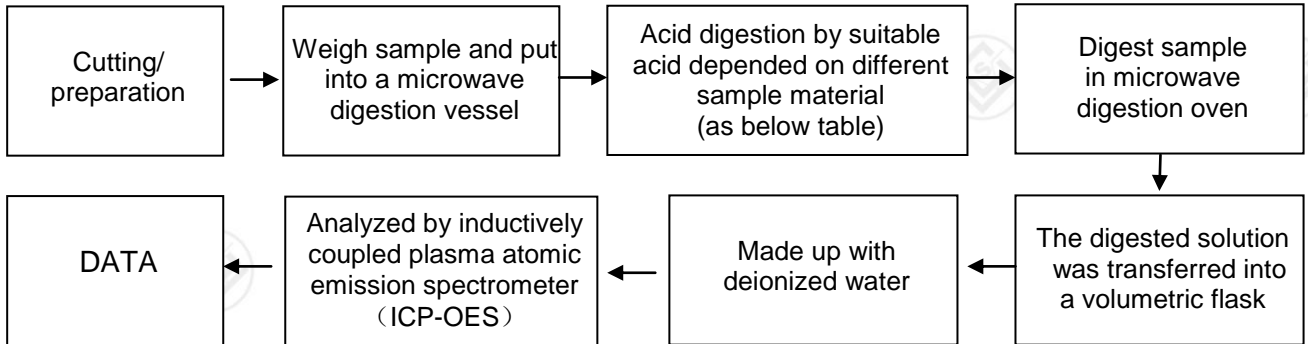 Cutting/
preparation
Weigh sample and put
into a microwave
digestion vessel
Acid digestion by suitable
acid depended on different
sample material
(as below table)
Digest sample
in microwave
digestion oven
The digested solution
was transferred into
a volumetric flask
Made up with
deionized water
Analyzed by inductively
coupled plasma atomic
emission spectrometer
（ICP-OES）
DATA